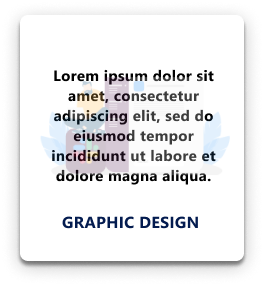 Lorem ipsum dolor sit
amet, consectetur
adipiscing elit, sed do
eiusmod tempor
incididunt ut labore et
dolore magna aliqua.
GRAPHIC DESIGN